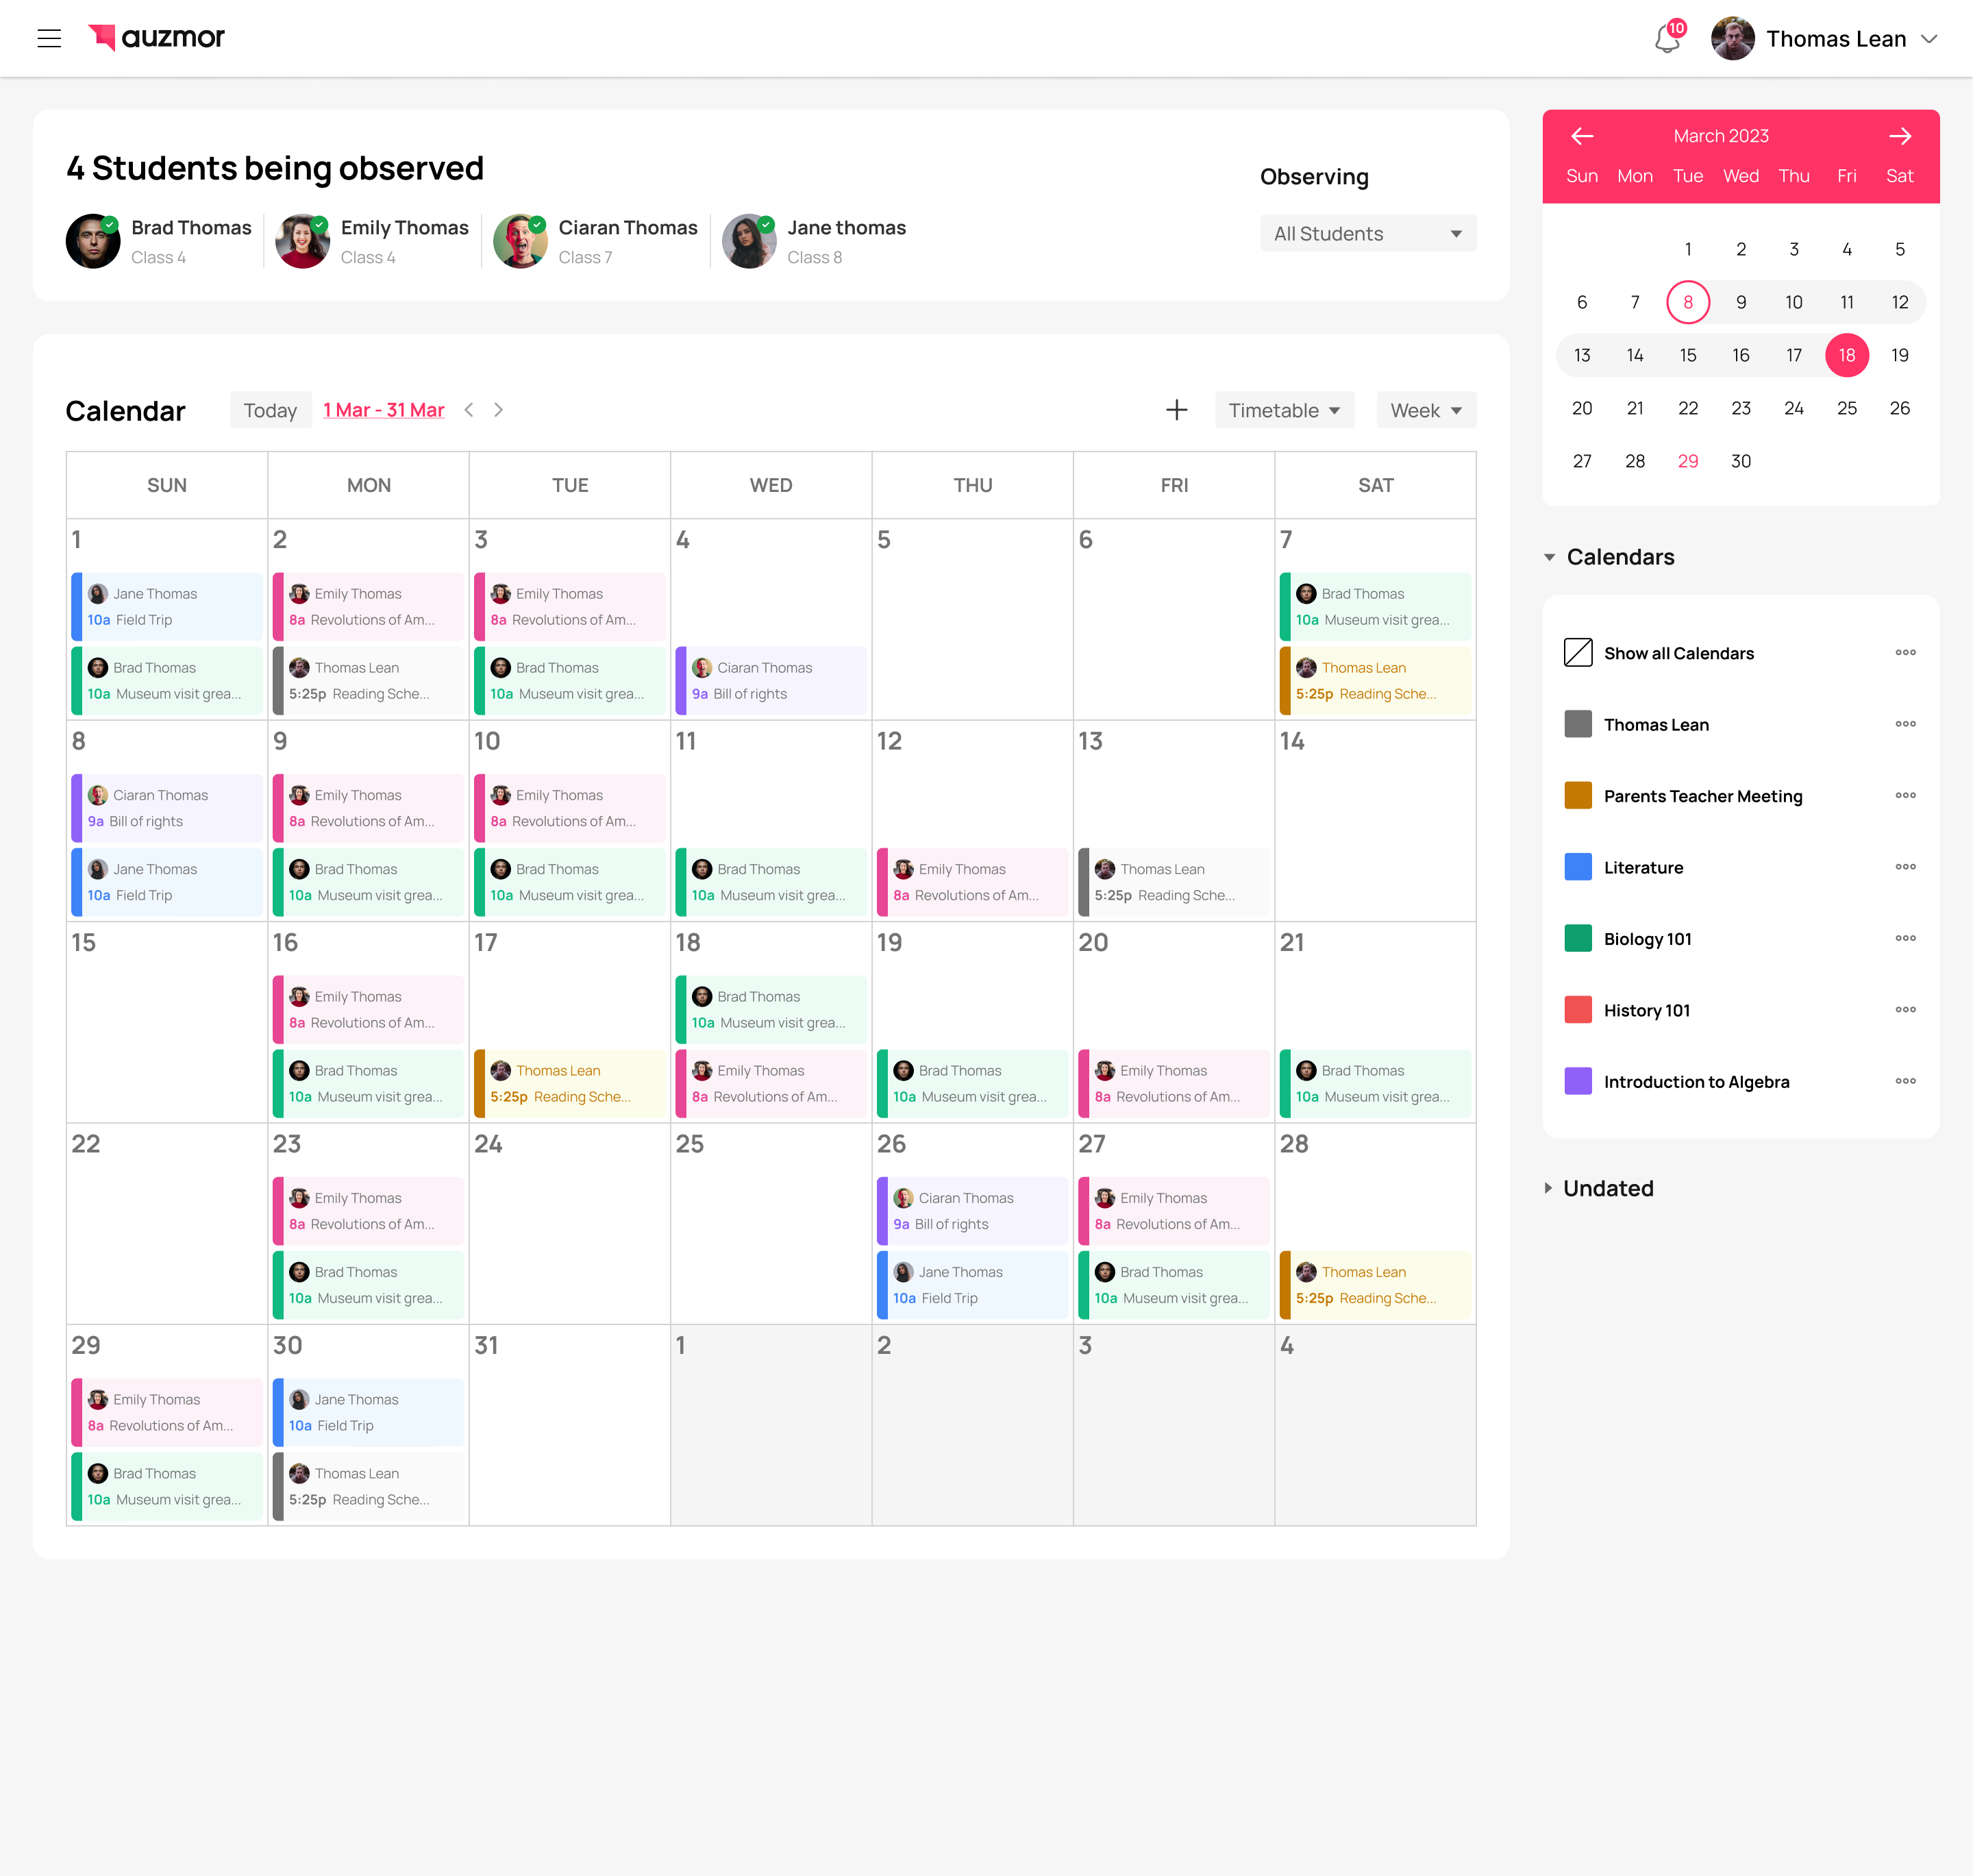 auzmor
10
Thomas Lean
4 Students being observed
Brad Thomas
Class 4
Emily Thomas
Class 4
Ciaran Thomas
Class 7
Jane thomas
Class 8
Observing
All Students
Calendar
Today
1 Mar - 31 Mar
Timetable
Week
SUN MON TUE WED THU FRI SAT
1 2 3 4 5 6 7
Jane Thomas
10a Field Trip
Brad Thomas
10a Museum visit grea...
Emily Thomas
8a Revolutions of Am...
Thomas Lean
5:25p Reading Sche...
Emily Thomas
8a Revolutions of Am...
Brad Thomas
10a Museum visit grea...
Ciaran Thomas
9a Bill of rights
Brad Thomas
10a Museum visit grea...
Thomas Lean
5:25p Reading Sche...
8 9 10 11 12 13 14
Ciaran Thomas
9a Bill of rights
Jane Thomas
10a Field Trip
Emily Thomas
8a Revolutions of Am...
Brad Thomas
10a Museum visit grea...
Emily Thomas
8a Revolutions of Am...
Brad Thomas
10a Museum visit grea...
Brad Thomas
10a Museum visit grea...
Emily Thomas
8a Revolutions of Am...
Thomas Lean
5:25p Reading Sche...
15 16 17 18 19 20 21
Emily Thomas
8a Revolutions of Am...
Brad Thomas
10a Museum visit grea...
Thomas Lean
5:25p Reading Sche...
Brad Thomas
10a Museum visit grea...
Emily Thomas
8a Revolutions of Am...
Brad Thomas
10a Museum visit grea...
Emily Thomas
8a Revolutions of Am...
Brad Thomas
10a Museum visit grea...
22 23 24 25 26 27 28
Emily Thomas
8a Revolutions of Am...
Brad Thomas
10a Museum visit grea...
Ciaran Thomas
9a Bill of rights
Jane Thomas
10a Field Trip
Emily Thomas
8a Revolutions of Am...
Brad Thomas
10a Museum visit grea...
Thomas Lean
5:25p Reading Sche...
29 30 31 1 2 3 4
Emily Thomas
8a Revolutions of Am...
Brad Thomas
10a Museum visit grea...
Jane Thomas
10a Field Trip
Thomas Lean
5:25p Reading Sche...
March 2023
Sun Mon Tue Wed Thu Fri Sat
1 2 3 4 5
6 7 8 9 10 11 12
13 14 15 16 17 18 19
20 21 22 23 24 25 26
27 28 29 30
Calendars
Show all Calendars
Thomas Lean
Parents Teacher Meeting
Literature
Biology 101
History 101
Introduction to Algebra
Undated